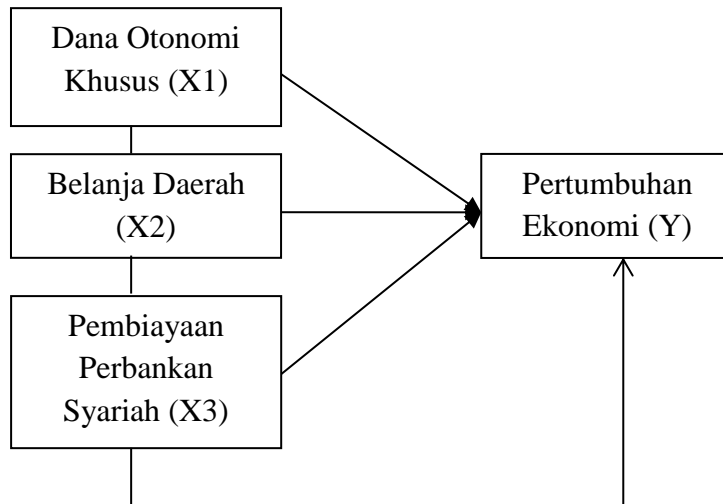 Dana Otonomi
Khusus (X1)
Belanja Daerah
(X2)
Pertumbuhan
Ekonomi (Y)
Pembiayaan
Perbankan
Syariah (X3)